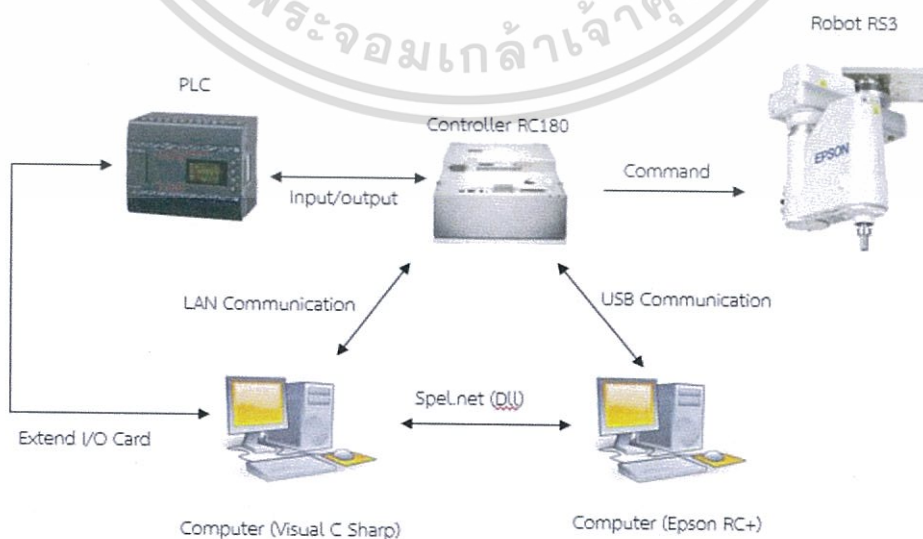 พระจอมเกล้าเจ้าคุ
Robot RS3
PLC
Controller RC180
EPSON
Command
Input/output
LAN Communication
USB Communication
Spel.net (Dll)
Extend I/O Card
Computer (Visual C Sharp)
Computer (Epson RC+)